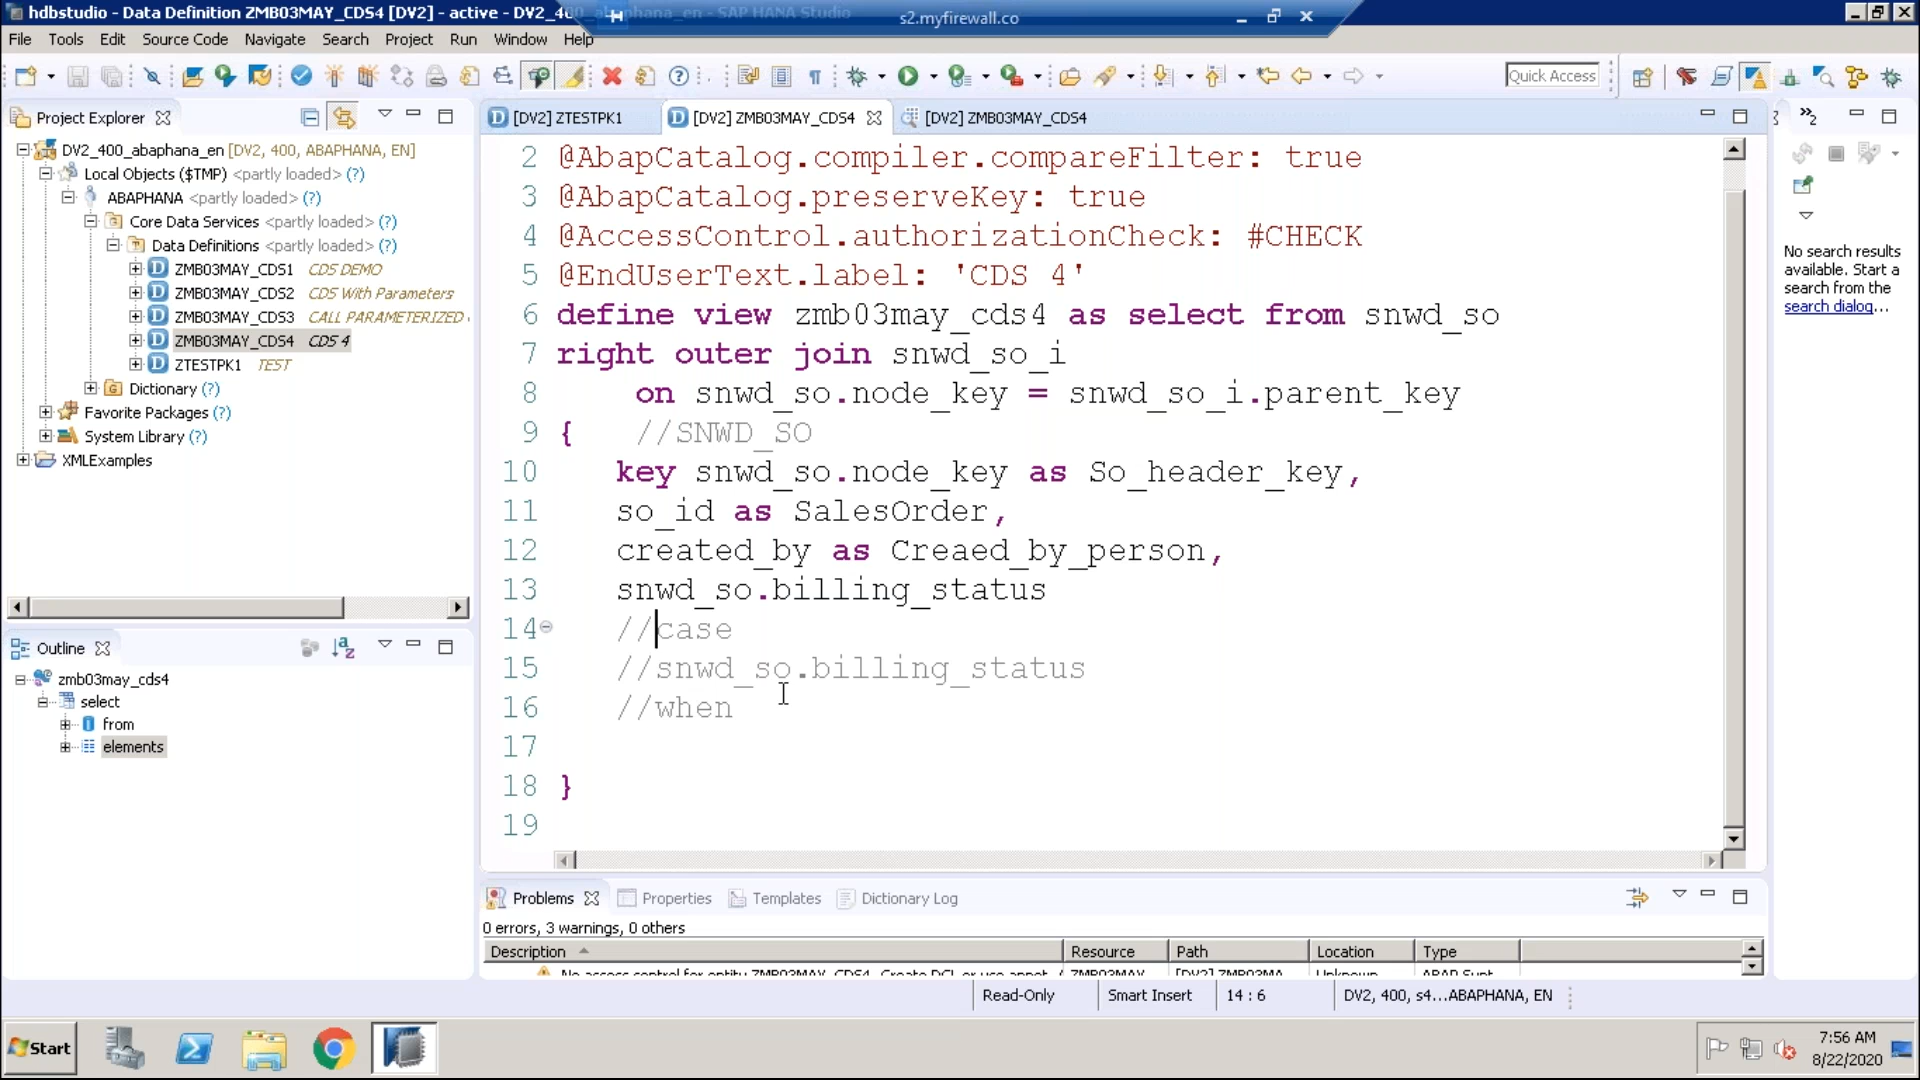 hdbstudio - Data Definition ZMB03MAY_CDS4 [DV2] - active - DV2_400_abaphana_en - SAP HANA Studio
s2.myfirewall.co
File Tools Edit Source Code Navigate Search Project Run Window Help
Quick Access
Project Explorer
[DV2] ZTESTPK1
[DV2] ZMB03MAY_CDS4
[DV2] ZMB03MAY_CDS4
DV2_400_abaphana_en [DV2, 400, ABAPHANA, EN]
Local Objects ($TMP) <partly loaded> (?)
ABAPHANA <partly loaded> (?)
Core Data Services <partly loaded> (?)
Data Definitions <partly loaded> (?)
ZMB03MAY_CDS1 CDS DEMO
ZMB03MAY_CDS2 CDS With Parameters
ZMB03MAY_CDS3 CALL PARAMETERIZED
ZMB03MAY_CDS4 CDS 4
ZTESTPK1 TEST
Dictionary (?)
Favorite Packages (?)
System Library (?)
XMLExamples
Outline
zmb03may_cds4
select
from
elements
2 @AbapCatalog.compiler.compareFilter: true
3 @AbapCatalog.preserveKey: true
4 @AccessControl.authorizationCheck: #CHECK
5 @EndUserText.label: 'CDS 4'
6 define view zmb03may_cds4 as select from snwd_so
7 right outer join snwd_so_i
8 on snwd_so.node_key = snwd_so_i.parent_key
9 { //SNWD_SO
10 key snwd_so.node_key as So_header_key,
11 so_id as SalesOrder,
12 created_by as Creaed_by_person,
13 snwd_so.billing_status
14 //case
15 //snwd_so.billing_status
16 //when
17
18 }
19
2
No search results available. Start a search from the search dialog...
Problems Properties Templates Dictionary Log
0 errors, 3 warnings, 0 others
Description Resource Path Location Type
No access control for entity ZMB03MAY_CDS4. Create DCL or use annot. ZMB03MAY [DV2] ZMB03MA Unknown ABAP Synt
Read-Only Smart Insert 14 : 6 DV2, 400, s4...ABAPHANA, EN
Start
7:56 AM
8/22/2020